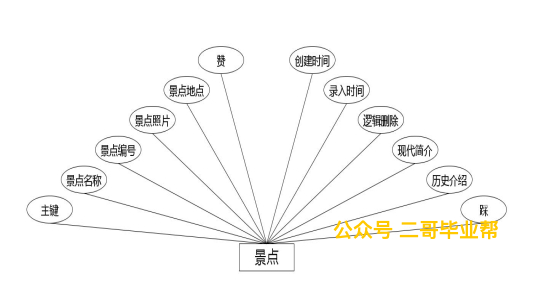 赞
创建时间
景点地点
录入时间
景点照片
逻辑删除
景点编号
现代简介
景点名称
历史介绍
主键
踩
公众号 二哥毕业帮
景点